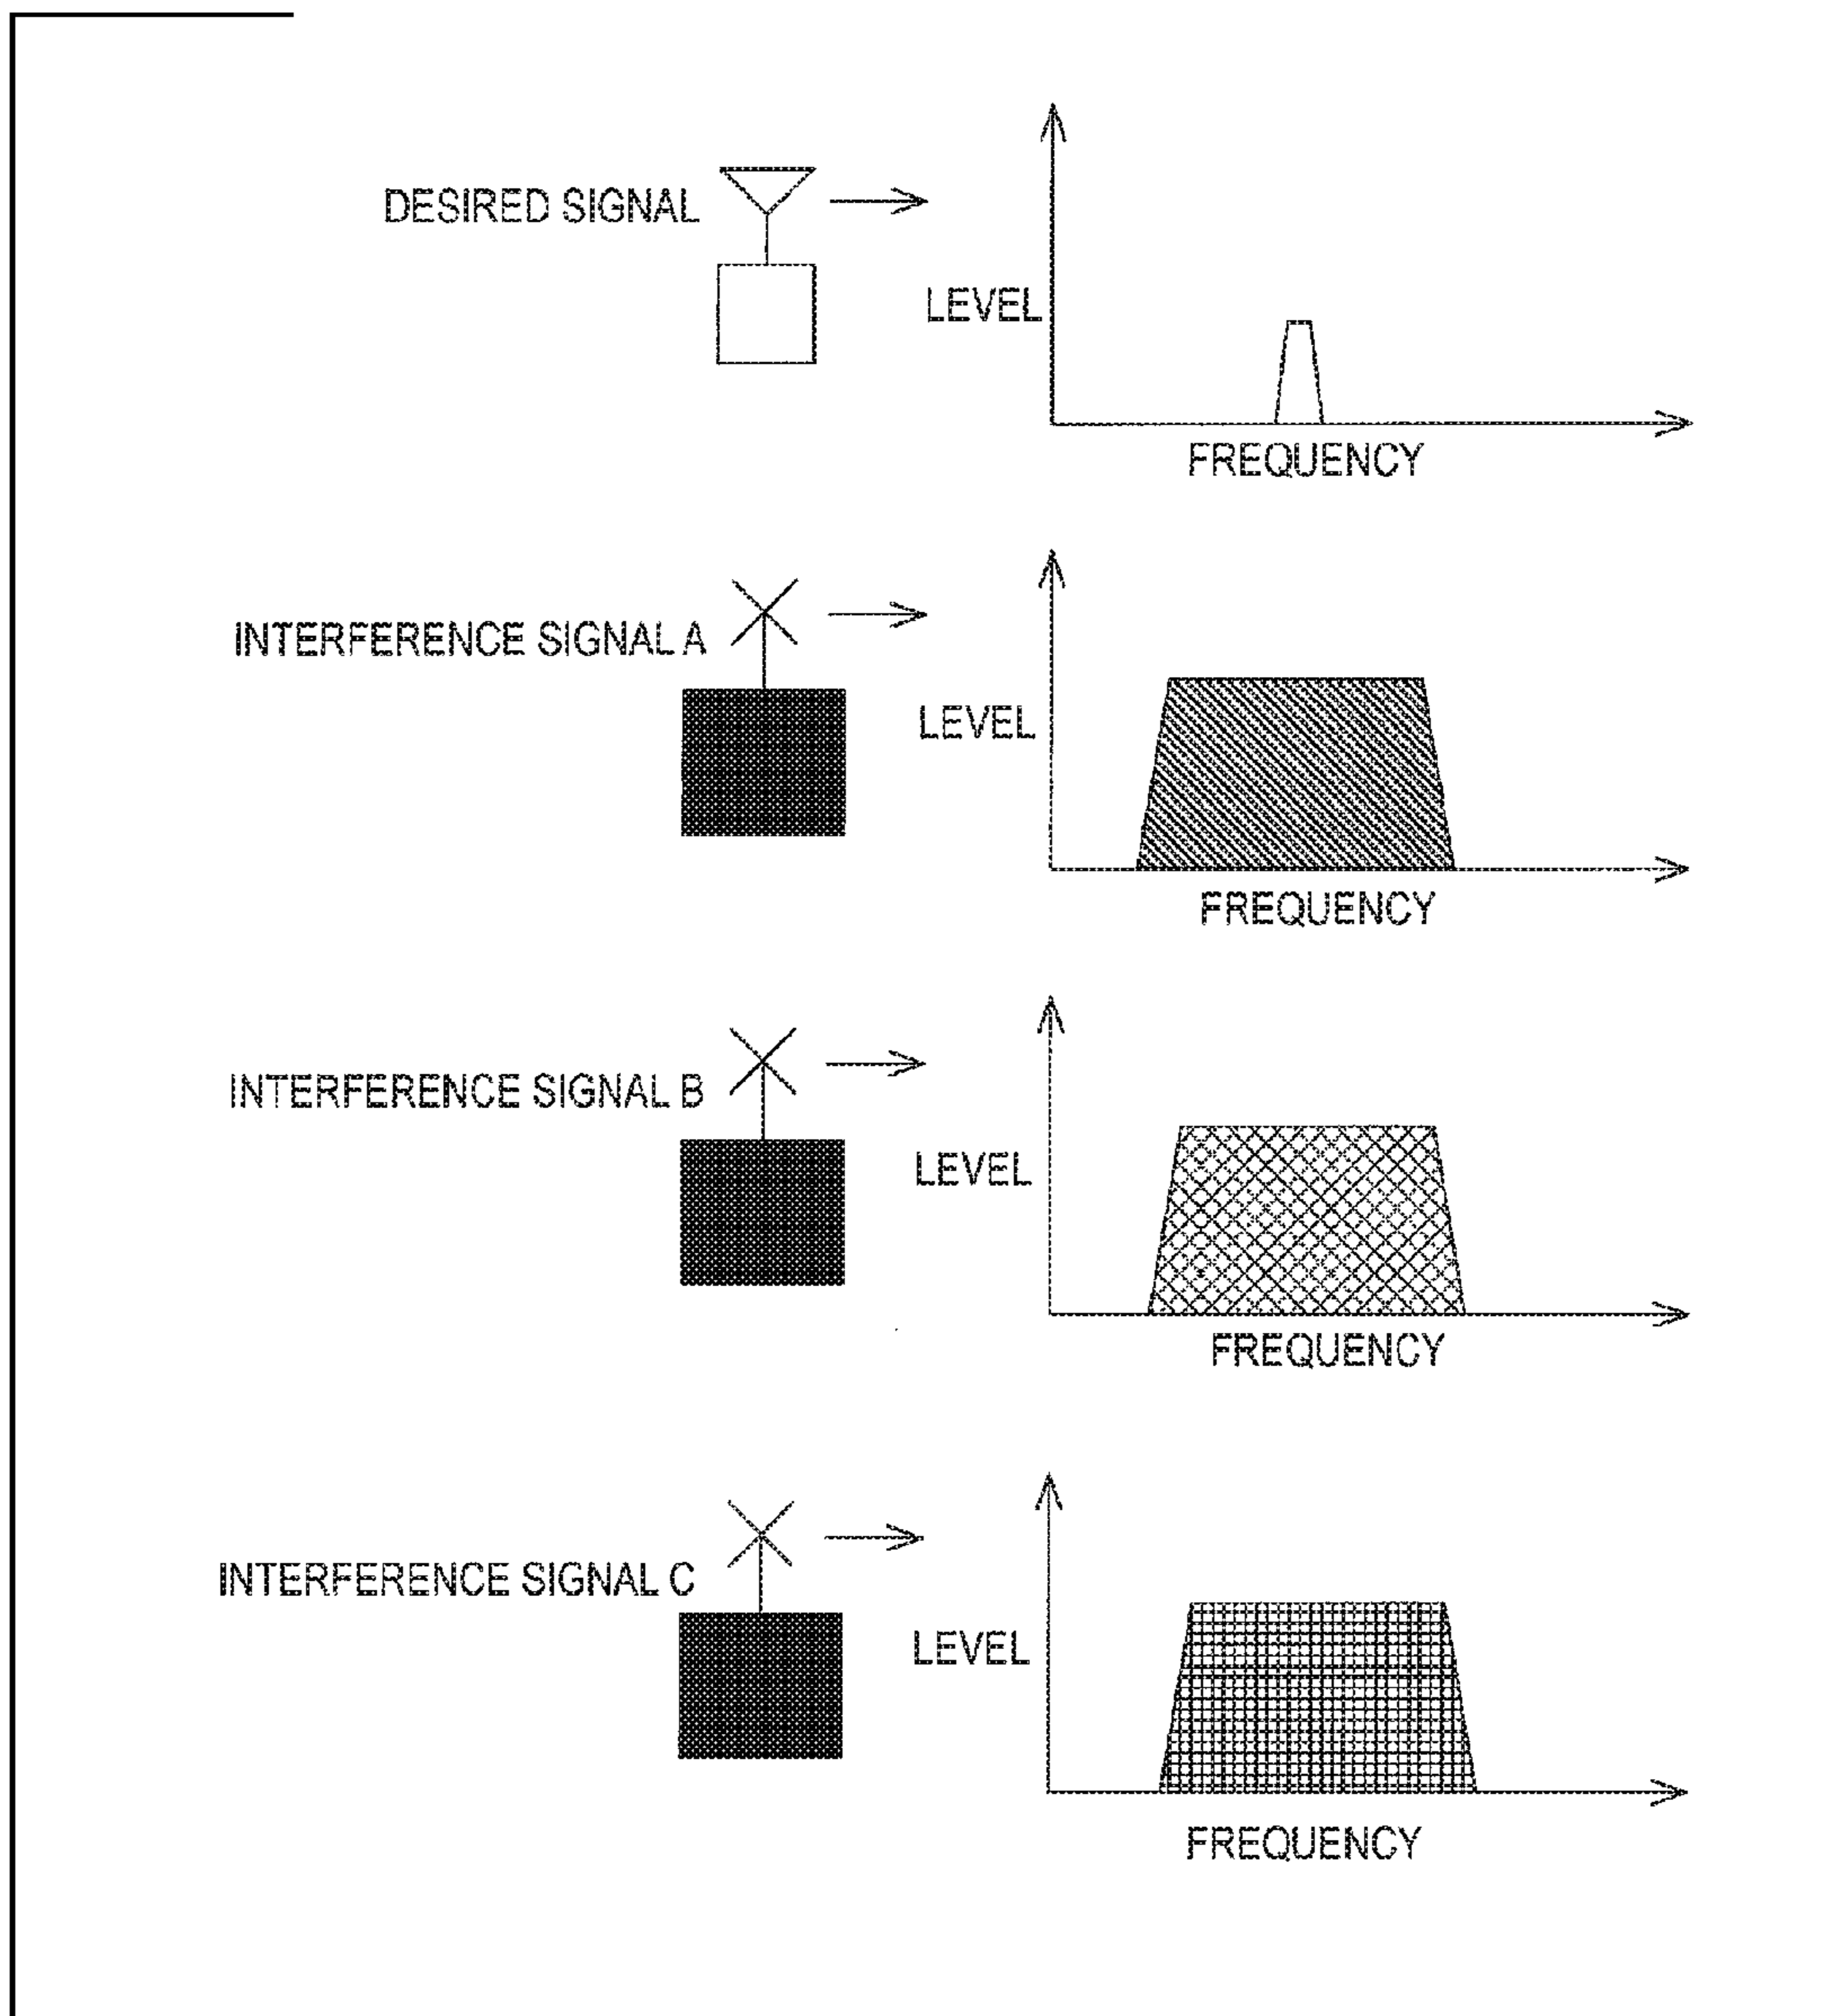 DESIRED SIGNAL
LEVEL
FREQUENCY
INTERFERENCE SIGNAL A
LEVEL
FREQUENCY
INTERFERENCE SIGNAL B
LEVEL
FREQUENCY
INTERFERENCE SIGNAL C
LEVEL
FREQUENCY